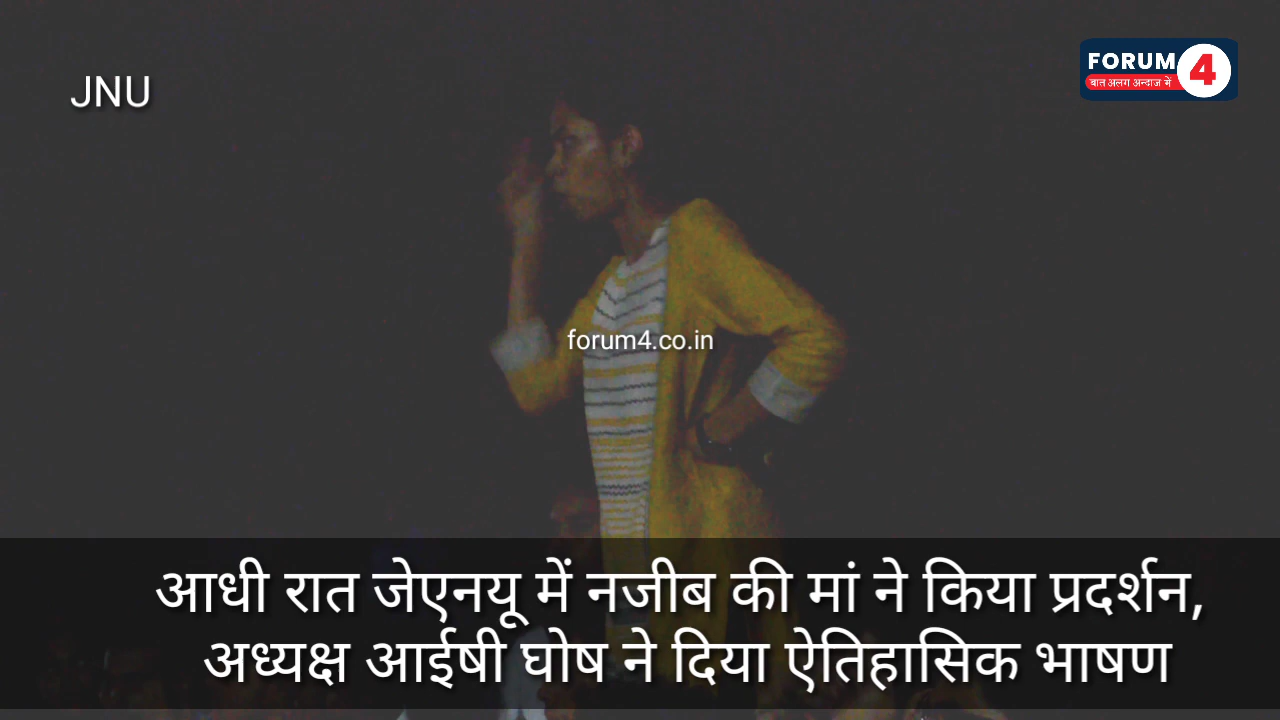 JNU
FORUM 4
बात अलग अन्दाज में
forum4.co.in
आधी रात जेएनयू में नजीब की मां ने किया प्रदर्शन,
अध्यक्ष आईषी घोष ने दिया ऐतिहासिक भाषण